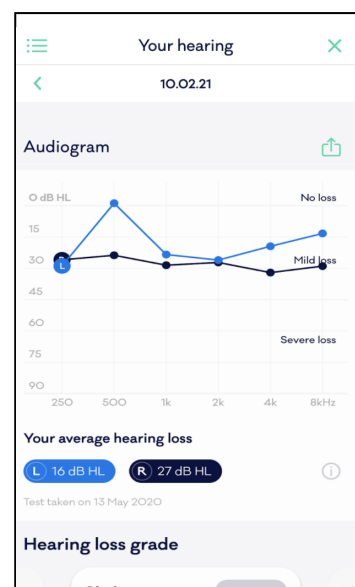 Your hearing
10.02.21
Audiogram
0 dB HL No loss
15
30 Mild loss
45
60
Severe loss
75
90
250 500 1k 2k 4k 8kHz
L
Your average hearing loss
L 16 dB HL R 27 dB HL
Test taken on 13 May 2020
Hearing loss grade